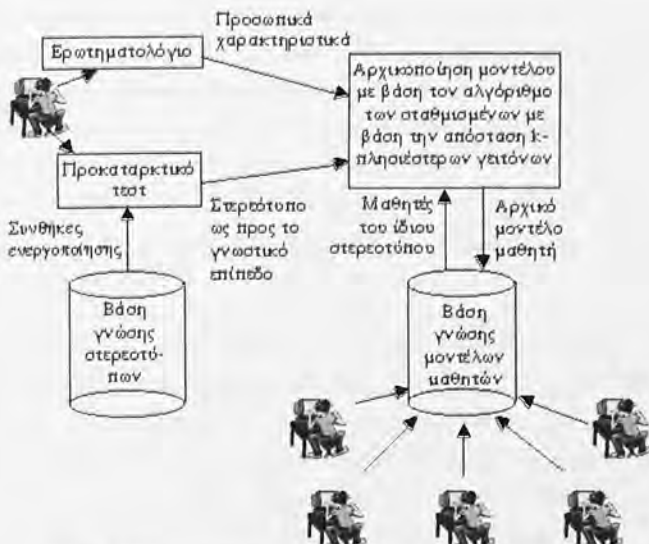 Προσωπικά
χαρακτηριστικά
Ερωτηματολόγιο
Αρχικοποίηση μοντέλου
με βάση τον αλγόριθμο
των σταθμισμένων με
βάση την απόσταση k-
πλησιέστερων γειτόνων
Προκαταρκτικό
τεστ
Συνθήκες
ενεργοποίησης
Στερεότυπο
ως προς το
γνωστικό
επίπεδο
Μαθητές
του ίδιου
στερεοτύπου
Αρχικό
μοντέλο
μαθητή
Βάση
γνώσης
στερεοτύ-
πων
Βάση
γνώσης
μοντέλων
μαθητών